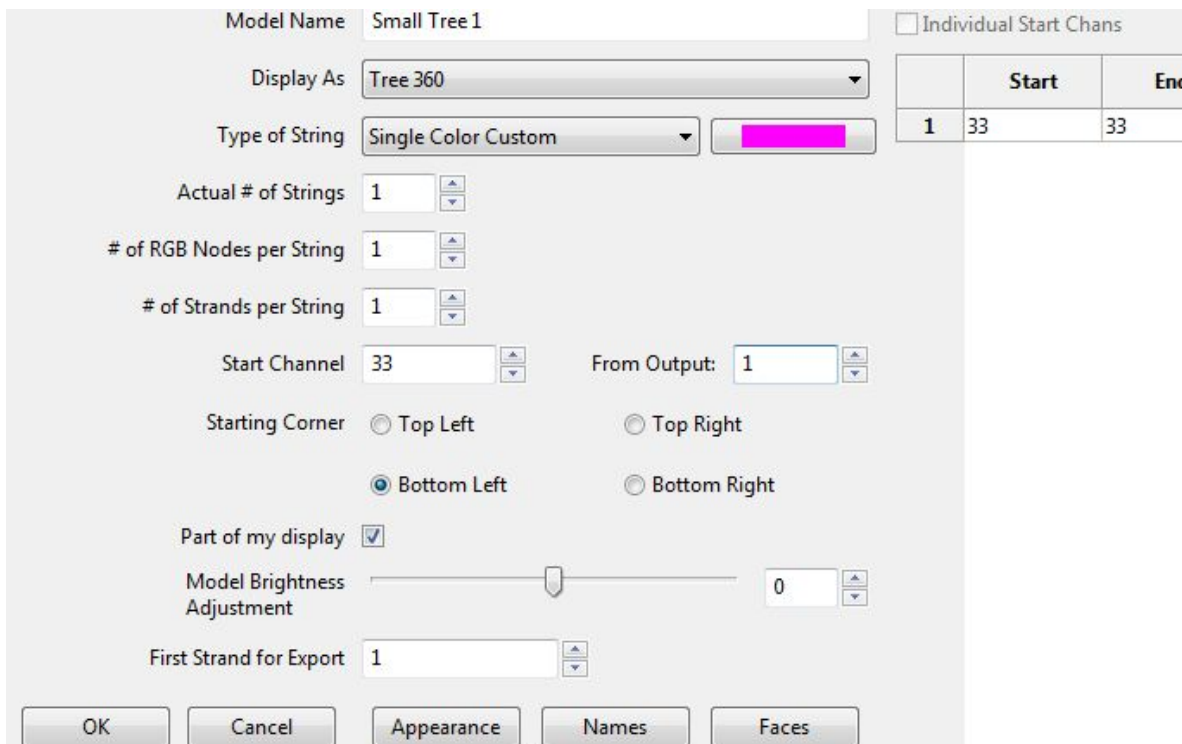 Model Name Small Tree 1
Individual Start Chans
Display As Tree 360
Start
1 33 33
Type of String Single Color Custom
Actual # of Strings 1
# of RGB Nodes per String 1
# of Strands per String 1
Start Channel 33 From Output: 1
Starting Corner Top Left Top Right
Bottom Left Bottom Right
Part of my display
Model Brightness
Adjustment 0
First Strand for Export 1
OK Cancel Appearance Names Faces